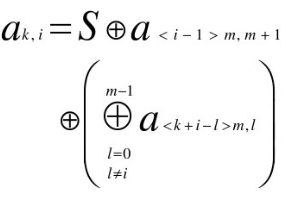 a_{k,i} = S ⊕ a_{<i-1>m,m+1}
⊕ ( ⊕_{l=0, l≠i}^{m-1} a_{<k+i-l>m,l} )